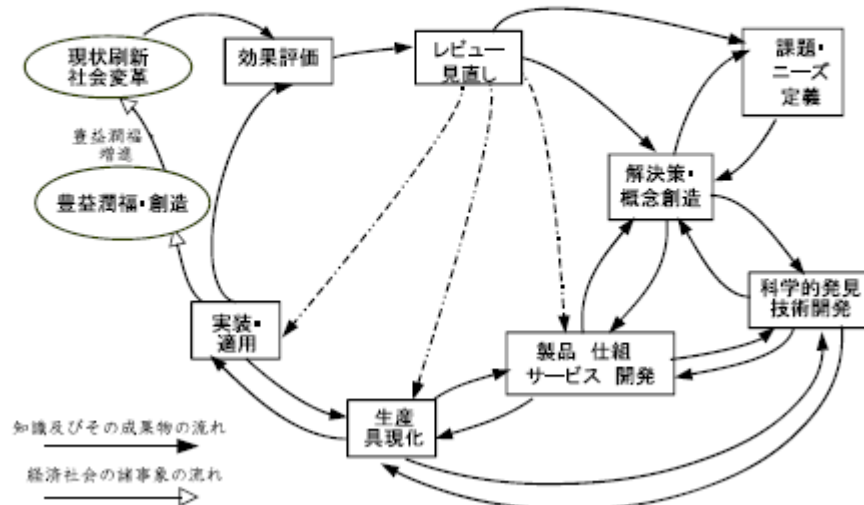 現状刷新
社会変革
効果評価
レビュー
見直し
課題・
ニーズ
定義
豊益潤福・
増進
豊益潤福・創造
解決策・
概念創造
科学的発見
技術開発
実装・
適用
製品 仕組
サービス 開発
生産
具現化
知識及びその成果物の流れ
経済社会の諸事象の流れ